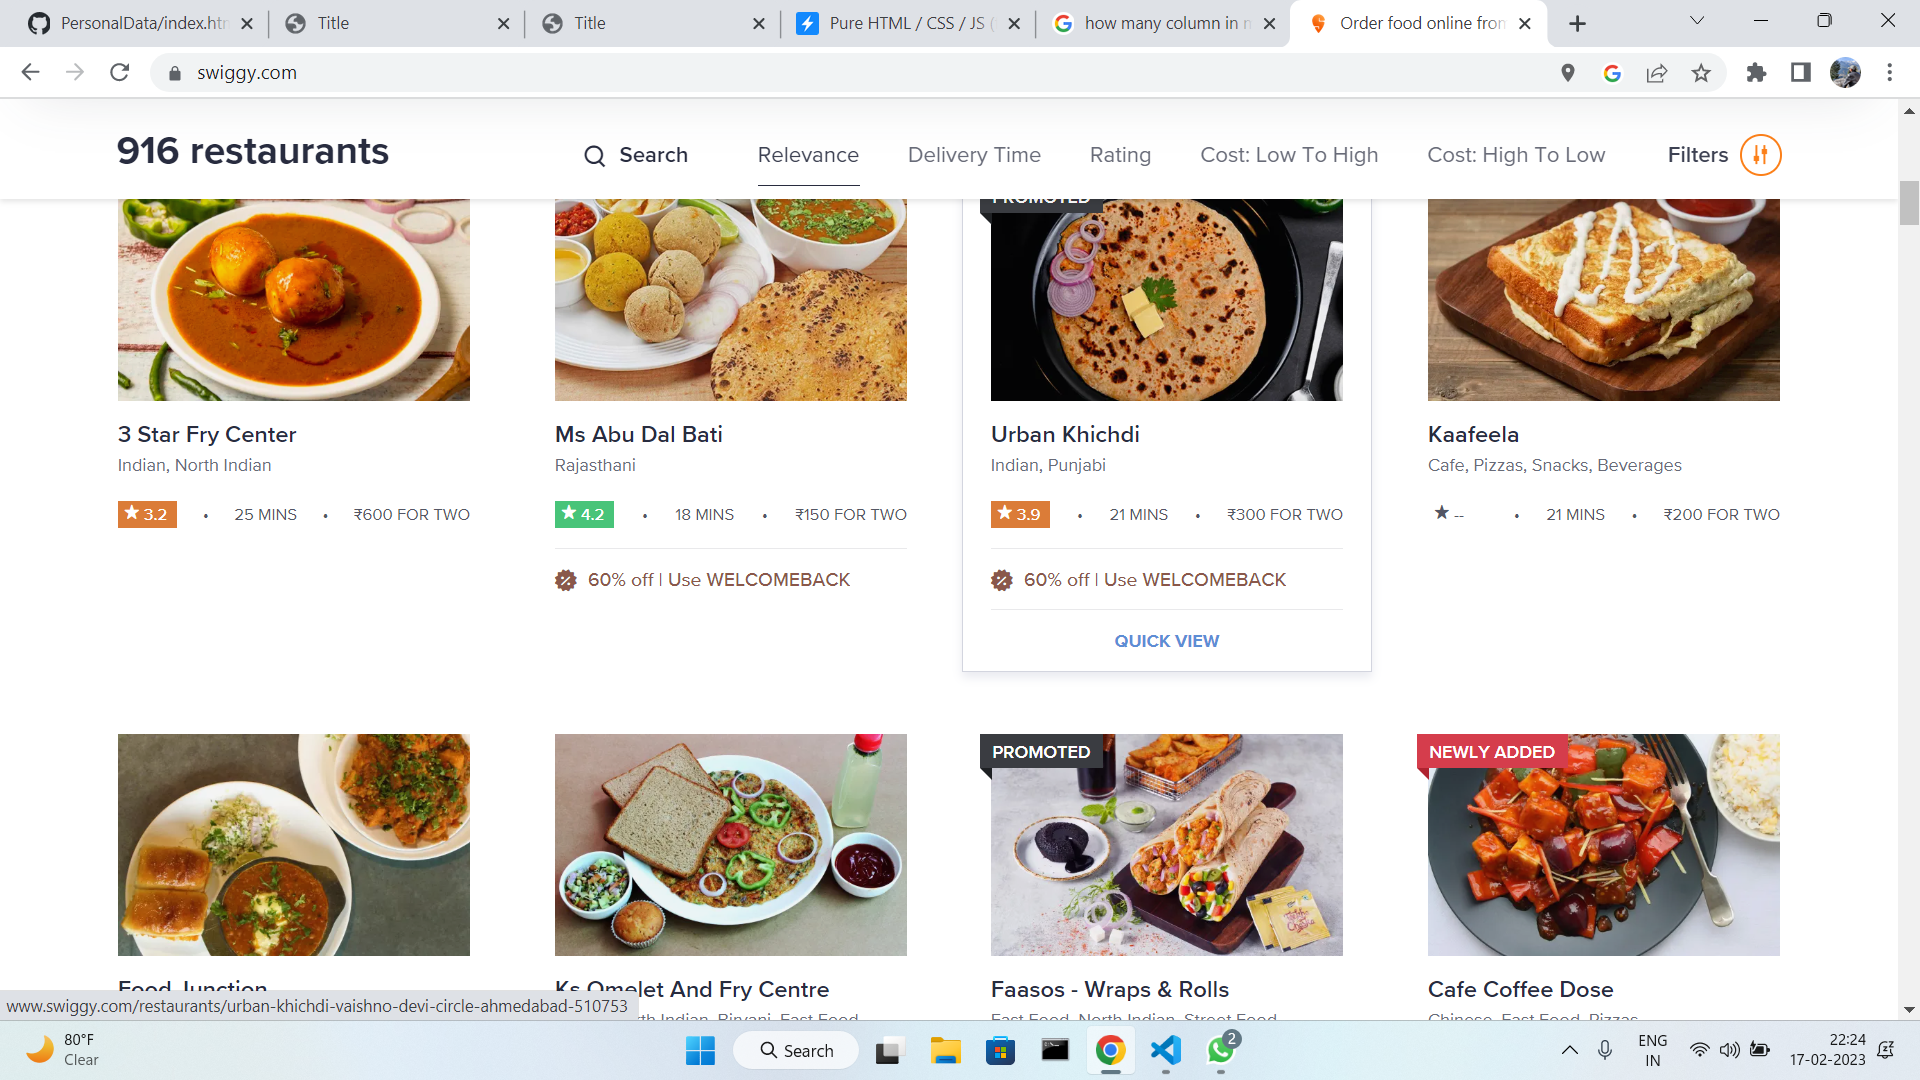 PersonalData/index.htm
Title
Title
Pure HTML / CSS / JS (
how many column in
Order food online from
swiggy.com
916 restaurants
Search
Relevance
Delivery Time
Rating
Cost: Low To High
Cost: High To Low
Filters
PROMOTED
3 Star Fry Center
Indian, North Indian
3.2 • 25 MINS • ₹600 FOR TWO
Ms Abu Dal Bati
Rajasthani
4.2 • 18 MINS • ₹150 FOR TWO
60% off | Use WELCOMEBACK
Urban Khichdi
Indian, Punjabi
3.9 • 21 MINS • ₹300 FOR TWO
60% off | Use WELCOMEBACK
QUICK VIEW
Kaafeela
Cafe, Pizzas, Snacks, Beverages
-- • 21 MINS • ₹200 FOR TWO
Food Junction
Ks Omelet And Fry Centre
Indian, Biryani, Fast Food
PROMOTED
Faasos - Wraps & Rolls
Fast Food, North Indian, Street Food
NEWLY ADDED
Cafe Coffee Dose
Chinese, Fast Food, Pizzas
www.swiggy.com/restaurants/urban-khichdi-vaishno-devi-circle-ahmedabad-510753
80°F
Clear
Search
2
ENG
IN
22:24
17-02-2023